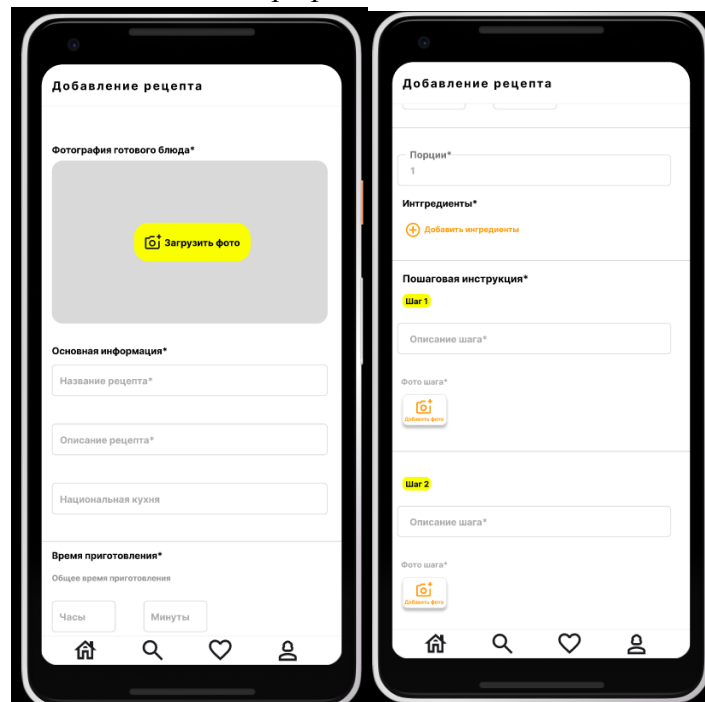 Добавление рецепта
Фотография готового блюда*
Загрузить фото
Основная информация*
Название рецепта*
Описание рецепта*
Национальная кухня
Время приготовления*
Общее время приготовления
Часы
Минуты
Добавление рецепта
Порции*
1
Интгредиенты*
Добавить ингредиенты
Пошаговая инструкция*
Шаг 1
Описание шага*
Фото шага*
Добавить фото
Шаг 2
Описание шага*
Фото шага*
Добавить фото